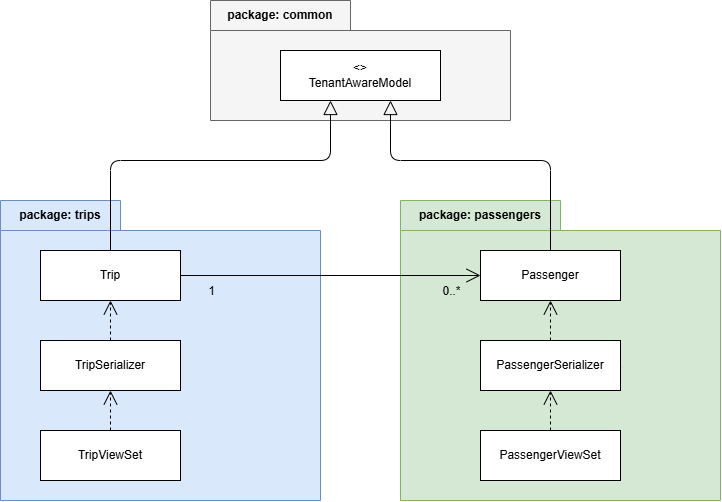 package: common
<>
TenantAwareModel
package: trips
package: passengers
Trip
Passenger
1
0..*
TripSerializer
PassengerSerializer
TripViewSet
PassengerViewSet